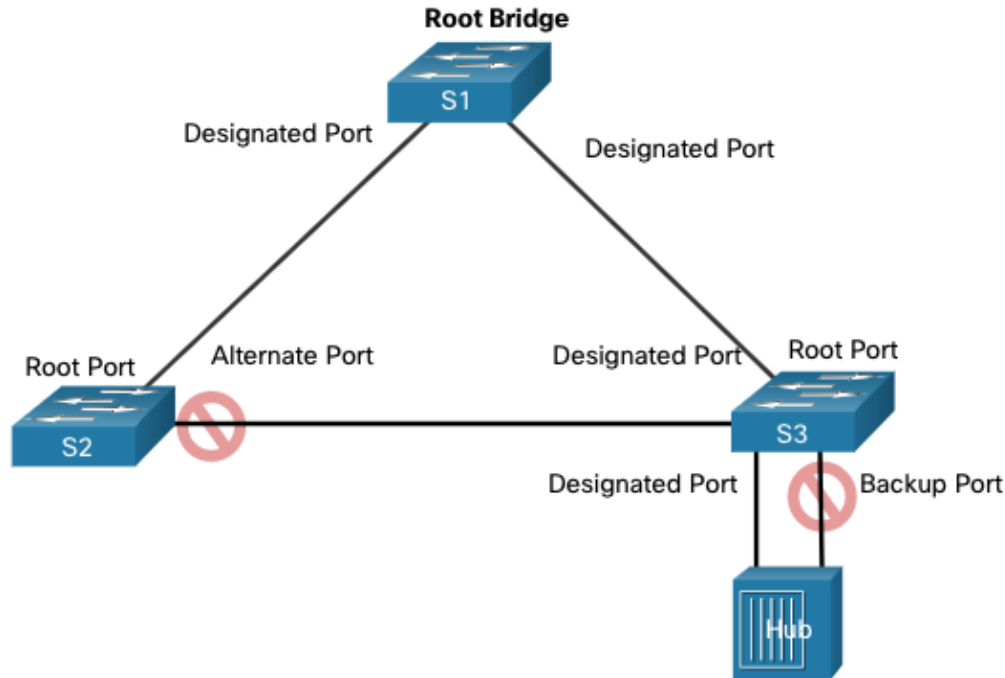 Root Bridge
S1
Designated Port
Designated Port
Root Port
Alternate Port
Designated Port
Root Port
S2
S3
Designated Port
Backup Port
Hub